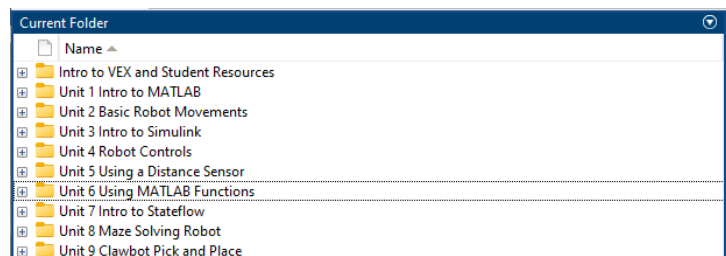 Current Folder
Name
Intro to VEX and Student Resources
Unit 1 Intro to MATLAB
Unit 2 Basic Robot Movements
Unit 3 Intro to Simulink
Unit 4 Robot Controls
Unit 5 Using a Distance Sensor
Unit 6 Using MATLAB Functions
Unit 7 Intro to Stateflow
Unit 8 Maze Solving Robot
Unit 9 Clawbot Pick and Place